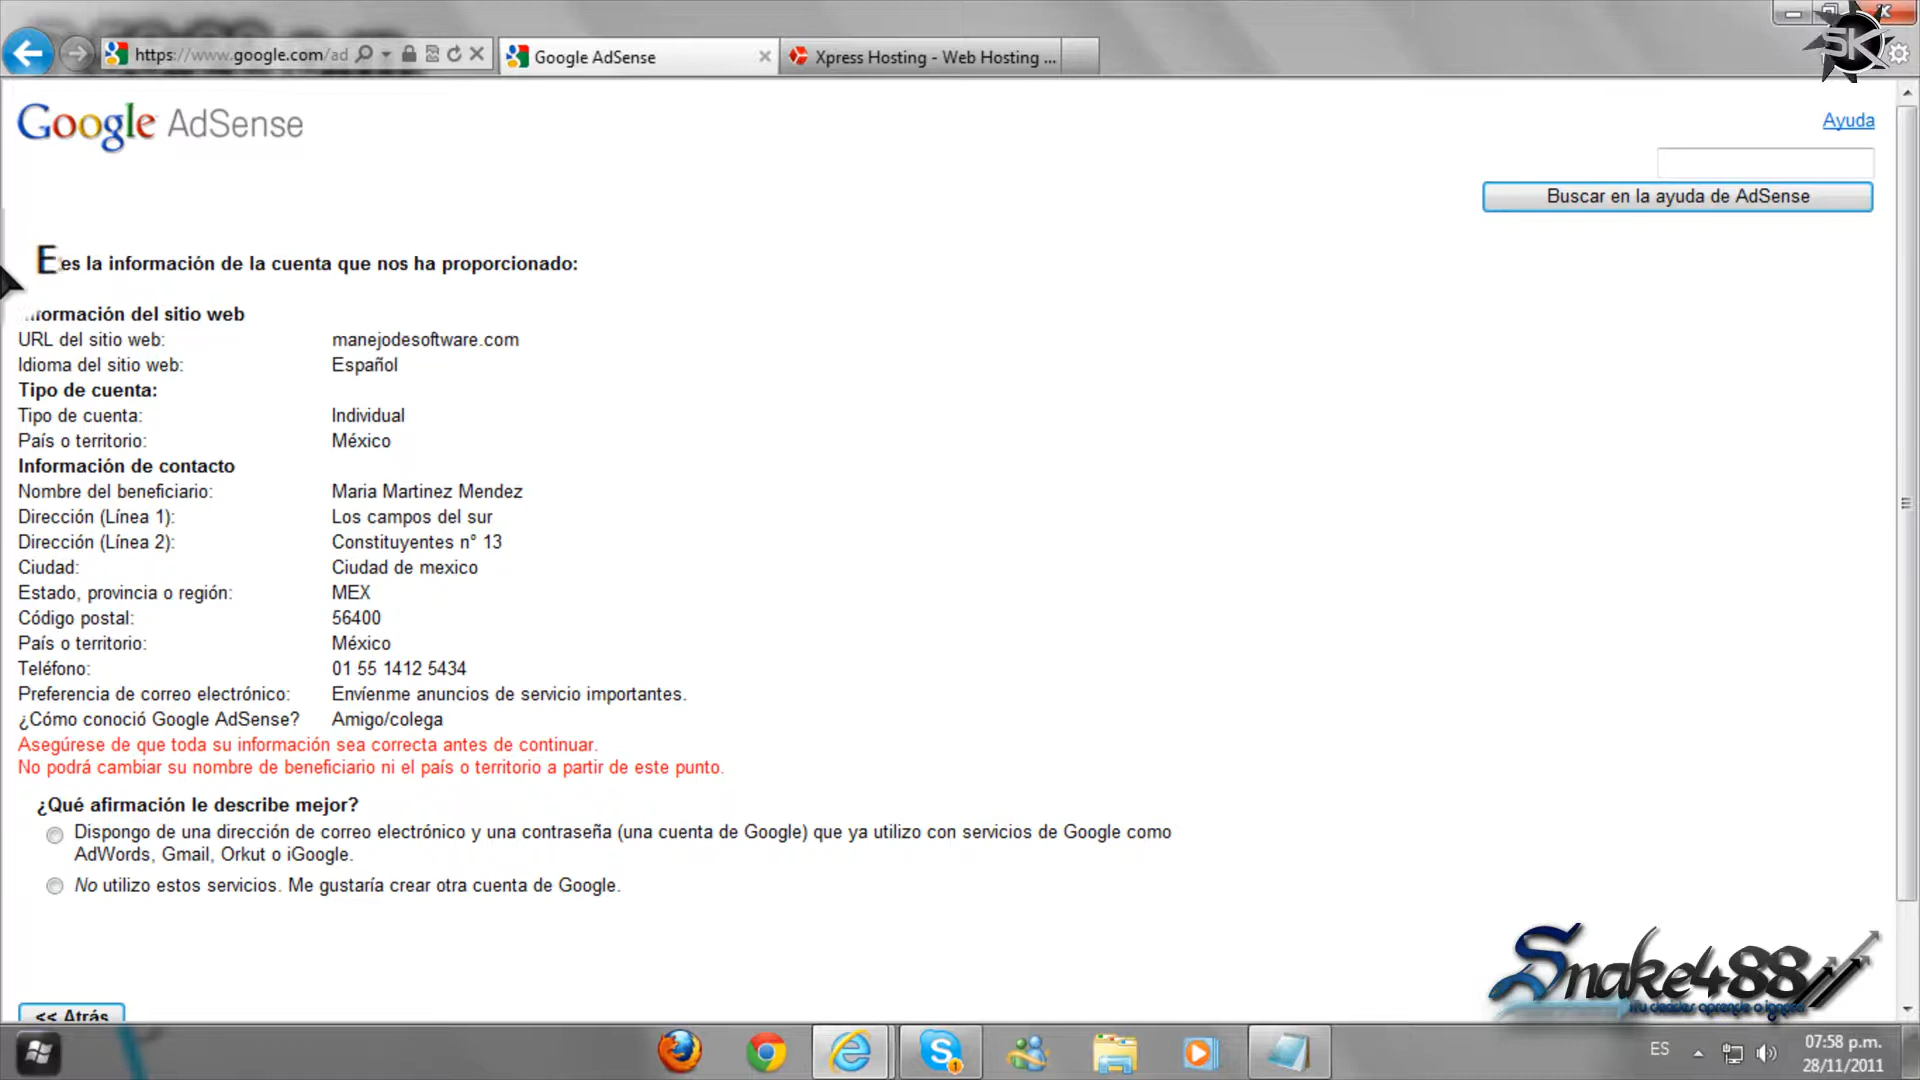 https://www.google.com/ad
Google AdSense
Xpress Hosting - Web Hosting ...
SK
Google AdSense
Ayuda
Buscar en la ayuda de AdSense
es la información de la cuenta que nos ha proporcionado:
Información del sitio web
URL del sitio web: manejodesoftware.com
Idioma del sitio web: Español
Tipo de cuenta:
Tipo de cuenta: Individual
País o territorio: México
Información de contacto
Nombre del beneficiario: Maria Martinez Mendez
Dirección (Línea 1): Los campos del sur
Dirección (Línea 2): Constituyentes n° 13
Ciudad: Ciudad de mexico
Estado, provincia o región: MEX
Código postal: 56400
País o territorio: México
Teléfono: 01 55 1412 5434
Preferencia de correo electrónico: Envíenme anuncios de servicio importantes.
¿Cómo conoció Google AdSense? Amigo/colega
Asegúrese de que toda su información sea correcta antes de continuar.
No podrá cambiar su nombre de beneficiario ni el país o territorio a partir de este punto.
¿Qué afirmación le describe mejor?
Dispongo de una dirección de correo electrónico y una contraseña (una cuenta de Google) que ya utilizo con servicios de Google como
AdWords, Gmail, Orkut o iGoogle.
No utilizo estos servicios. Me gustaría crear otra cuenta de Google.
Snake488
Tu decides aprende o ignora
<< Atrás
ES
07:58 p.m.
28/11/2011